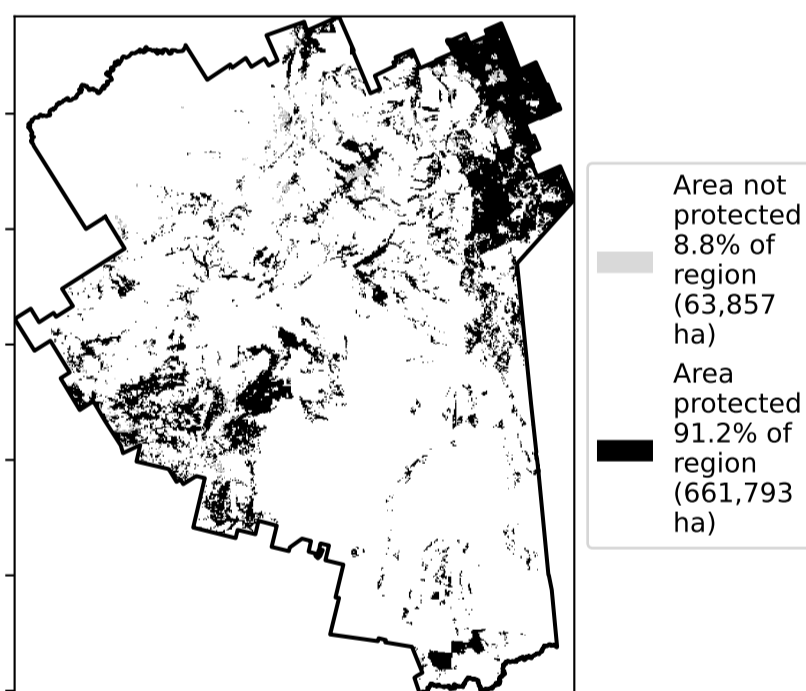 Area not
protected
8.8% of
region
(63,857
ha)
Area
protected
91.2% of
region
(661,793
ha)